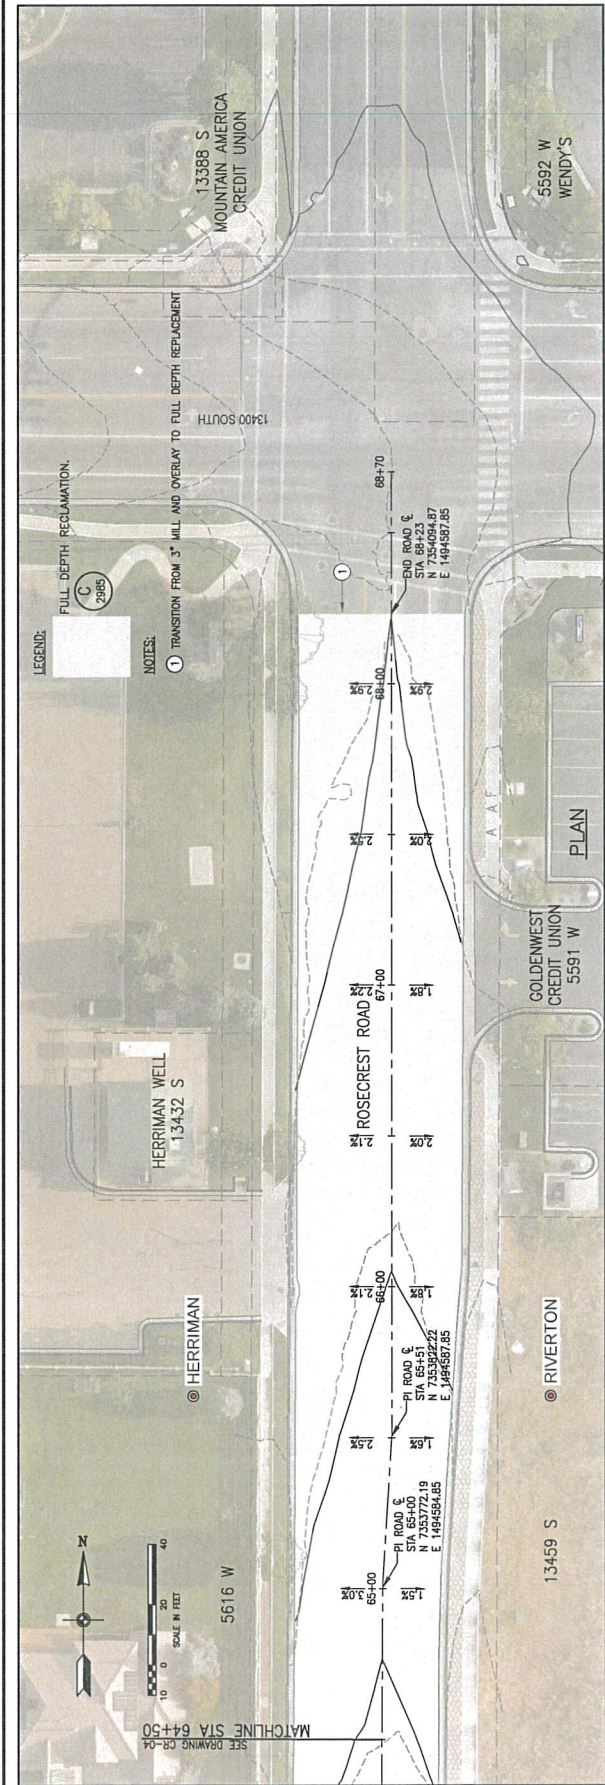 LEGEND:
FULL DEPTH RECLAMATION.
C
2985
NOTES:
1 TRANSITION FROM 3" MILL AND OVERLAY TO FULL DEPTH REPLACEMENT
13388 S
MOUNTAIN AMERICA
CREDIT UNION
13400 SOUTH
5592 W
WENDY'S
HERRIMAN WELL
13432 S
HERRIMAN
5616 W
N
10 0 20 40
SCALE IN FEET
SEE DRAWING CR-04
MATCHLINE STA 64+50
ROSECREST ROAD
3.0%
65+00
1.5%
2.5%
1.6%
2.1%
66+00
1.8%
2.1%
2.0%
2.2%
67+00
1.8%
2.5%
2.0%
2.9%
68+00
2.9%
68+70
1
PI ROAD ℄
STA 65+00
N 7353772.19
E 1494584.85
PI ROAD ℄
STA 65+51
N 7353822.22
E 1494587.85
END ROAD ℄
STA 68+23
N 7354094.87
E 1494587.85
RIVERTON
13459 S
GOLDENWEST
CREDIT UNION
5591 W
PLAN